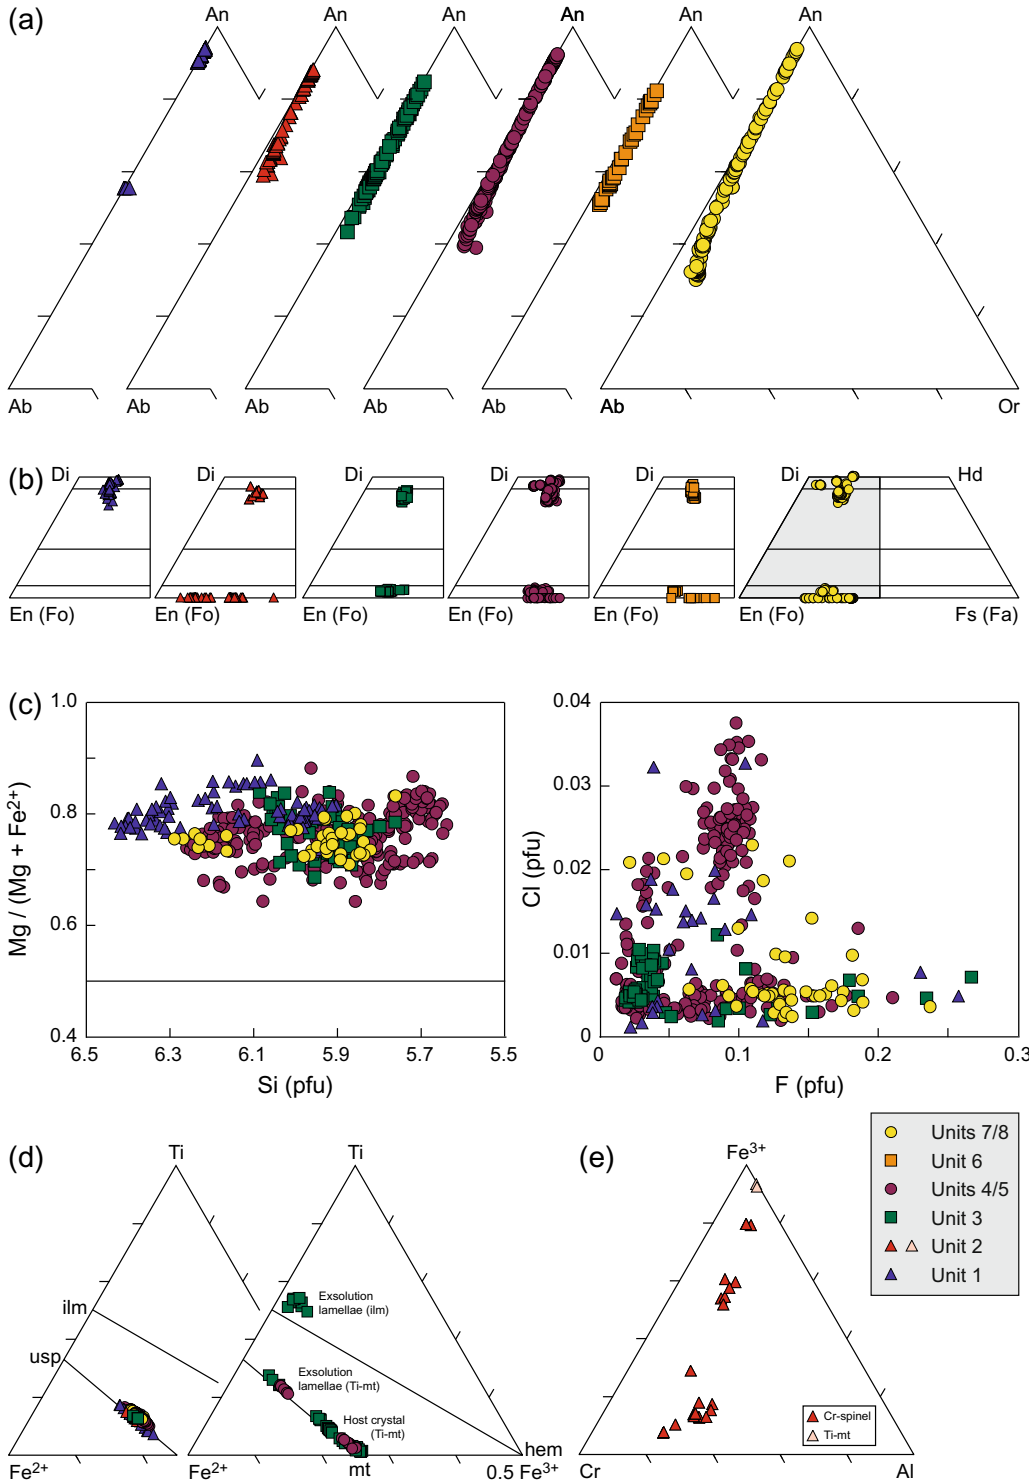 (a)
An An An An An An
Ab Ab Ab Ab Ab Ab Or
(b)
Di Di Di Di Di Di Hd
En (Fo) En (Fo) En (Fo) En (Fo) En (Fo) En (Fo) Fs (Fa)
(c)
Mg / (Mg + Fe²⁺)
1.0
0.8
0.6
0.4
6.5 6.3 6.1 5.9 5.7 5.5
Si (pfu)
Cl (pfu)
0.04
0.03
0.02
0.01
0
0 0.1 0.2 0.3
F (pfu)
(d)
Ti Ti
ilm
usp
Exsolution
lamellae (ilm)
Exsolution
lamellae (Ti-mt)
Host crystal
(Ti-mt)
hem
Fe²⁺ Fe²⁺ mt 0.5 Fe³⁺
(e)
Fe³⁺
Cr-spinel
Ti-mt
Cr Al
Units 7/8
Unit 6
Units 4/5
Unit 3
Unit 2
Unit 1